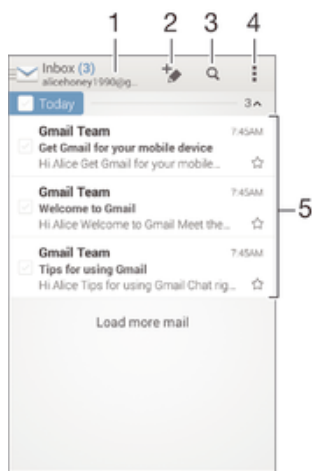 1 2 3 4
Inbox (3)
alicehoney1990@g...
Today 3
Gmail Team 7:45AM
Get Gmail for your mobile device
Hi Alice Get Gmail for your mobile...
Gmail Team 7:45AM
5
Welcome to Gmail
Hi Alice Welcome to Gmail Meet the...
Gmail Team 7:45AM
Tips for using Gmail
Hi Alice Tips for using Gmail Chat rig...
Load more mail